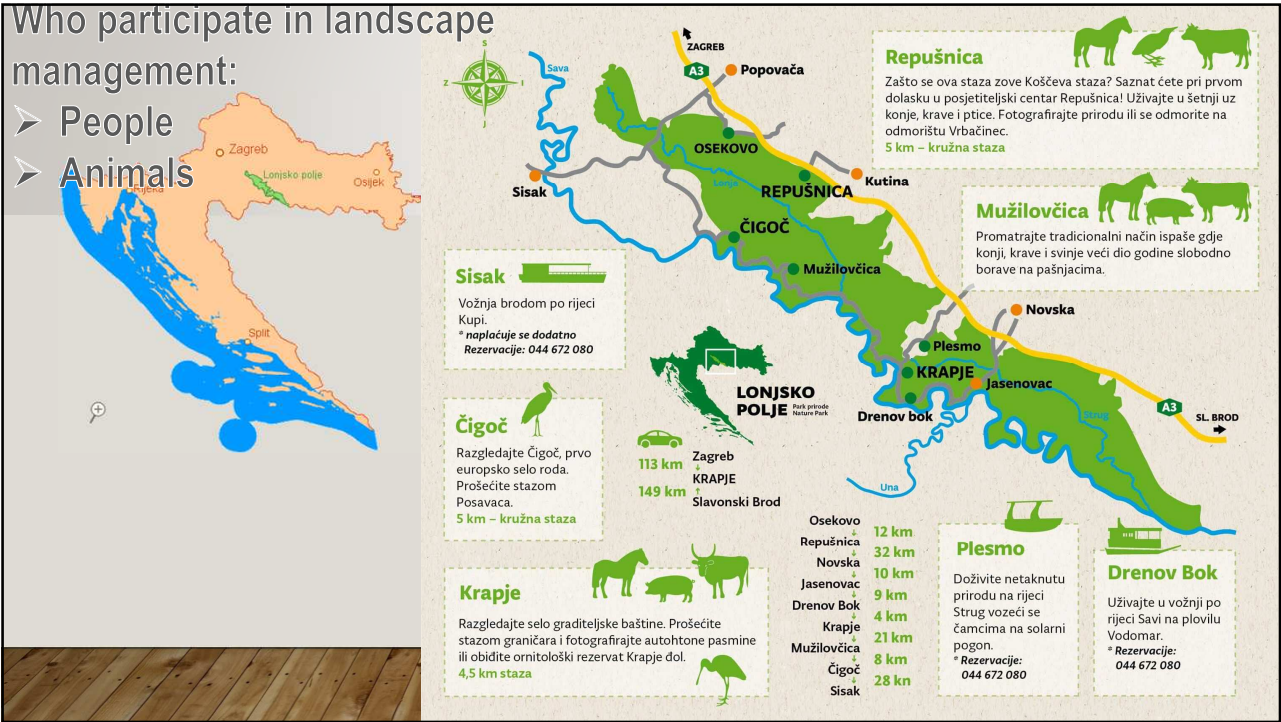 Who participate in landscape
management:
➢ People
➢ Animals
Zagreb
Lonjsko polje
Osijek
Rijeka
Split
S
Z
I
J
Sava
ZAGREB
A3
Popovača
OSEKOVO
Lonja
REPUŠNICA
Kutina
Sisak
ČIGOČ
Mužilovčica
Novska
Plesmo
KRAPJE
Jasenovac
Drenov bok
Strug
Una
A3
SL. BROD
Repušnica
Zašto se ova staza zove Koščeva staza? Saznat ćete pri prvom
dolasku u posjetiteljski centar Repušnica! Uživajte u šetnji uz
konje, krave i ptice. Fotografirajte prirodu ili se odmorite na
odmorištu Vrbačinec.
5 km – kružna staza
Mužilovčica
Promatrajte tradicionalni način ispaše gdje
konji, krave i svinje veći dio godine slobodno
borave na pašnjacima.
Sisak
Vožnja brodom po rijeci
Kupi.
* naplaćuje se dodatno
Rezervacije: 044 672 080
LONJSKO
POLJE Park prirode
Nature Park
Čigoč
Razgledajte Čigoč, prvo
europsko selo roda.
Prošećite stazom
Posavaca.
5 km – kružna staza
113 km Zagreb
↓
KRAPJE
149 km ↑
Slavonski Brod
Krapje
Razgledajte selo graditeljske baštine. Prošećite
stazom graničara i fotografirajte autohtone pasmine
ili obiđite ornitološki rezervat Krapje đol.
4,5 km staza
Osekovo
↓ 12 km
Repušnica
↓ 32 km
Novska
↓ 10 km
Jasenovac
↓ 9 km
Drenov Bok
↓ 4 km
Krapje
↓ 21 km
Mužilovčica
↓ 8 km
Čigoč
↓ 28 kn
Sisak
Plesmo
Doživite netaknutu
prirodu na rijeci
Strug vozeći se
čamcima na solarni
pogon.
* Rezervacije:
044 672 080
Drenov Bok
Uživajte u vožnji po
rijeci Savi na plovilu
Vodomar.
* Rezervacije:
044 672 080